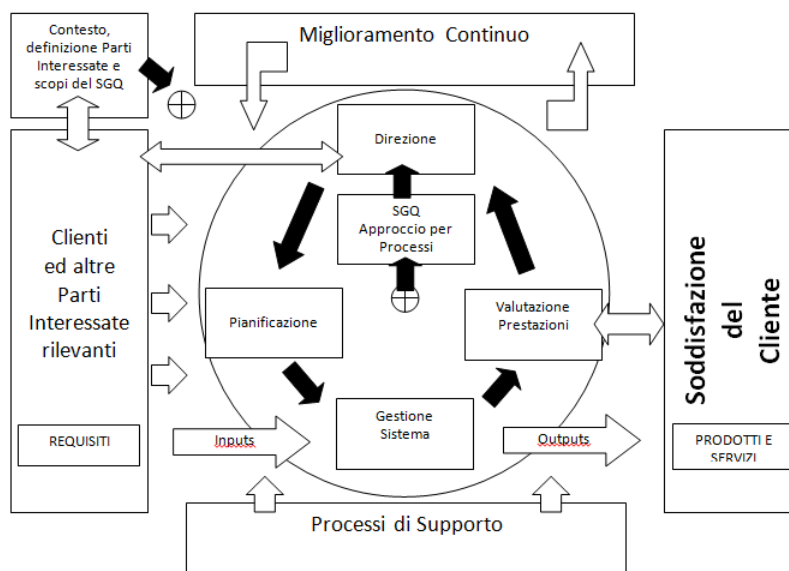 Contesto,
definizione Parti
Interessate e
scopi del SGQ
Miglioramento Continuo
Direzione
SGQ
Approccio per
Processi
Clienti
ed altre
Parti
Interessate
rilevanti
Pianificazione
Valutazione
Prestazioni
Soddisfazione
del
Cliente
Gestione
Sistema
REQUISITI
Inputs
Outputs
PRODOTTI E
SERVIZI
Processi di Supporto